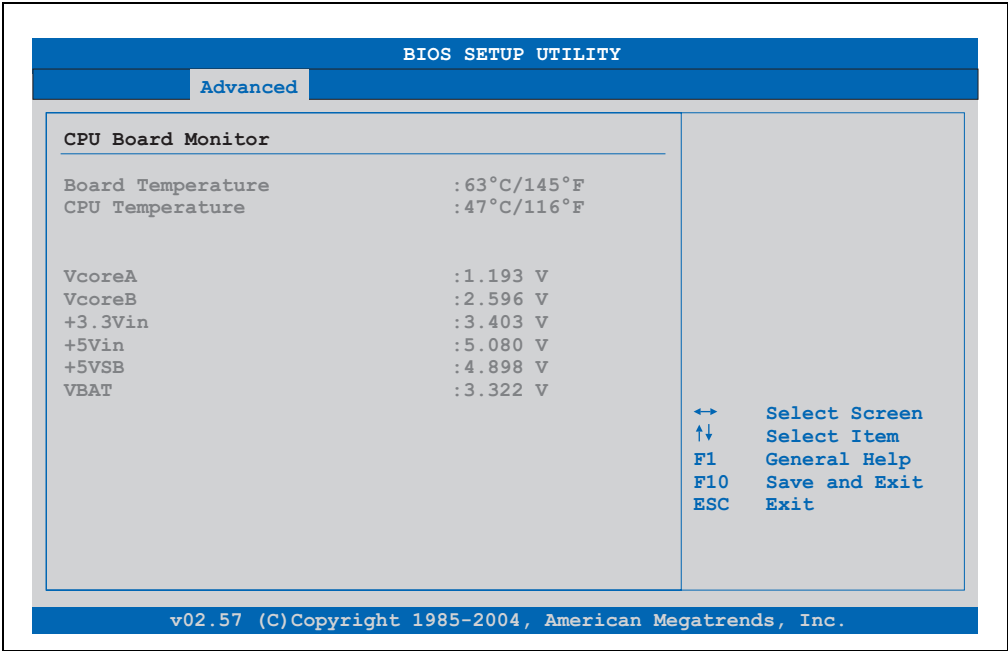 BIOS SETUP UTILITY
Advanced
CPU Board Monitor
Board Temperature :63°C/145°F
CPU Temperature :47°C/116°F
VcoreA :1.193 V
VcoreB :2.596 V
+3.3Vin :3.403 V
+5Vin :5.080 V
+5VSB :4.898 V
VBAT :3.322 V
↔ Select Screen
↑↓ Select Item
F1 General Help
F10 Save and Exit
ESC Exit
v02.57 (C)Copyright 1985-2004, American Megatrends, Inc.